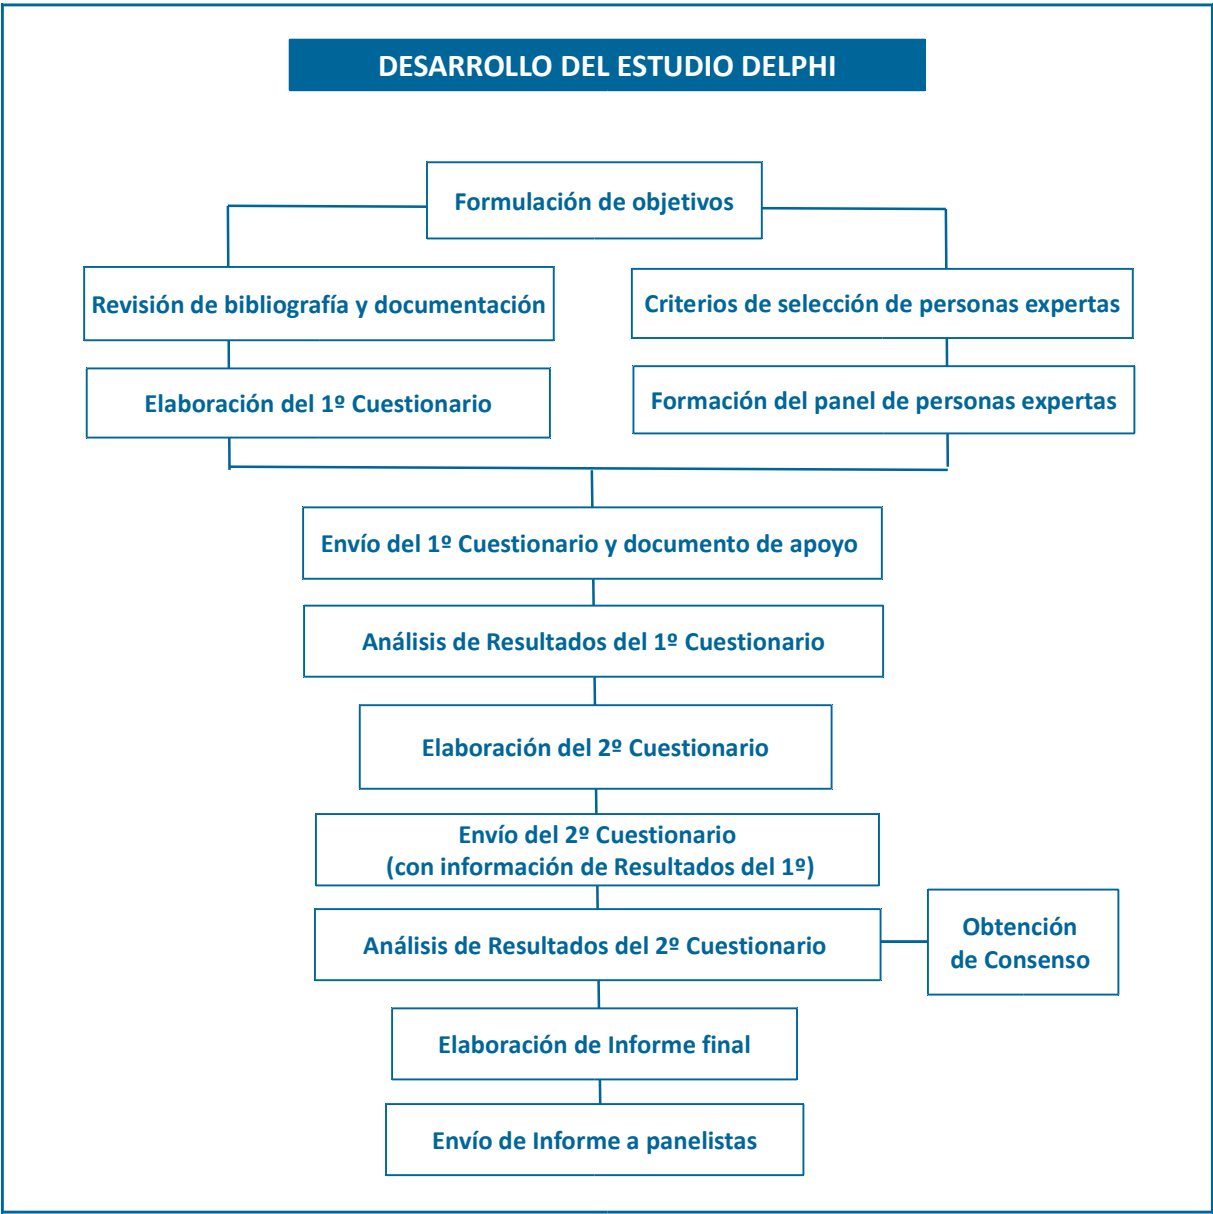 DESARROLLO DEL ESTUDIO DELPHI
Formulación de objetivos
Revisión de bibliografía y documentación
Criterios de selección de personas expertas
Elaboración del 1º Cuestionario
Formación del panel de personas expertas
Envío del 1º Cuestionario y documento de apoyo
Análisis de Resultados del 1º Cuestionario
Elaboración del 2º Cuestionario
Envío del 2º Cuestionario
(con información de Resultados del 1º)
Análisis de Resultados del 2º Cuestionario
Obtención
de Consenso
Elaboración de Informe final
Envío de Informe a panelistas